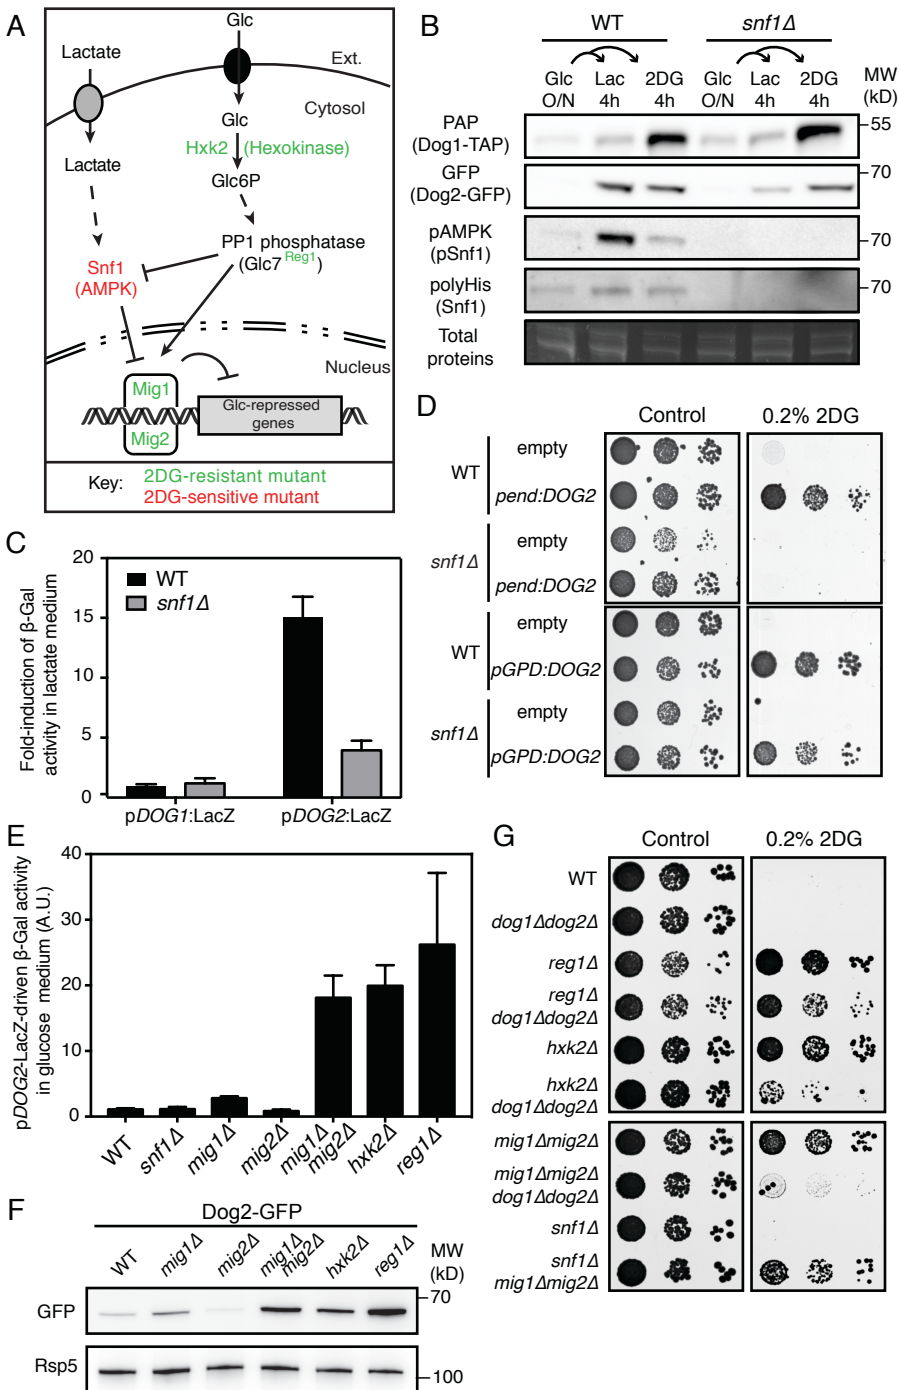 A
Glc
Lactate
Ext.
Cytosol
Glc
Hxk2 (Hexokinase)
Lactate
Glc6P
PP1 phosphatase
(Glc7 Reg1)
Snf1
(AMPK)
Nucleus
Mig1
Mig2
Glc-repressed
genes
Key: 2DG-resistant mutant
2DG-sensitive mutant
B
WT snf1Δ
Glc Lac 2DG Glc Lac 2DG MW
O/N 4h 4h O/N 4h 4h (kD)
PAP
(Dog1-TAP)
55
GFP
(Dog2-GFP)
70
pAMPK
(pSnf1)
70
polyHis
(Snf1)
70
Total
proteins
C
Fold-induction of β-Gal
activity in lactate medium
20
15
10
5
0
WT
snf1Δ
pDOG1:LacZ pDOG2:LacZ
D
Control 0.2% 2DG
WT
empty
pend:DOG2
snf1Δ
empty
pend:DOG2
WT
empty
pGPD:DOG2
snf1Δ
empty
pGPD:DOG2
E
pDOG2-LacZ-driven β-Gal activity
in glucose medium (A.U.)
40
30
20
10
0
WT
snf1Δ
mig1Δ
mig2Δ
mig1Δ
mig2Δ
hxk2Δ
reg1Δ
F
Dog2-GFP
WT
mig1Δ
mig2Δ
mig1Δ
mig2Δ
hxk2Δ
reg1Δ
MW
(kD)
GFP
70
Rsp5
100
G
Control 0.2% 2DG
WT
dog1Δdog2Δ
reg1Δ
reg1Δ
dog1Δdog2Δ
hxk2Δ
hxk2Δ
dog1Δdog2Δ
mig1Δmig2Δ
mig1Δmig2Δ
dog1Δdog2Δ
snf1Δ
snf1Δ
mig1Δmig2Δ